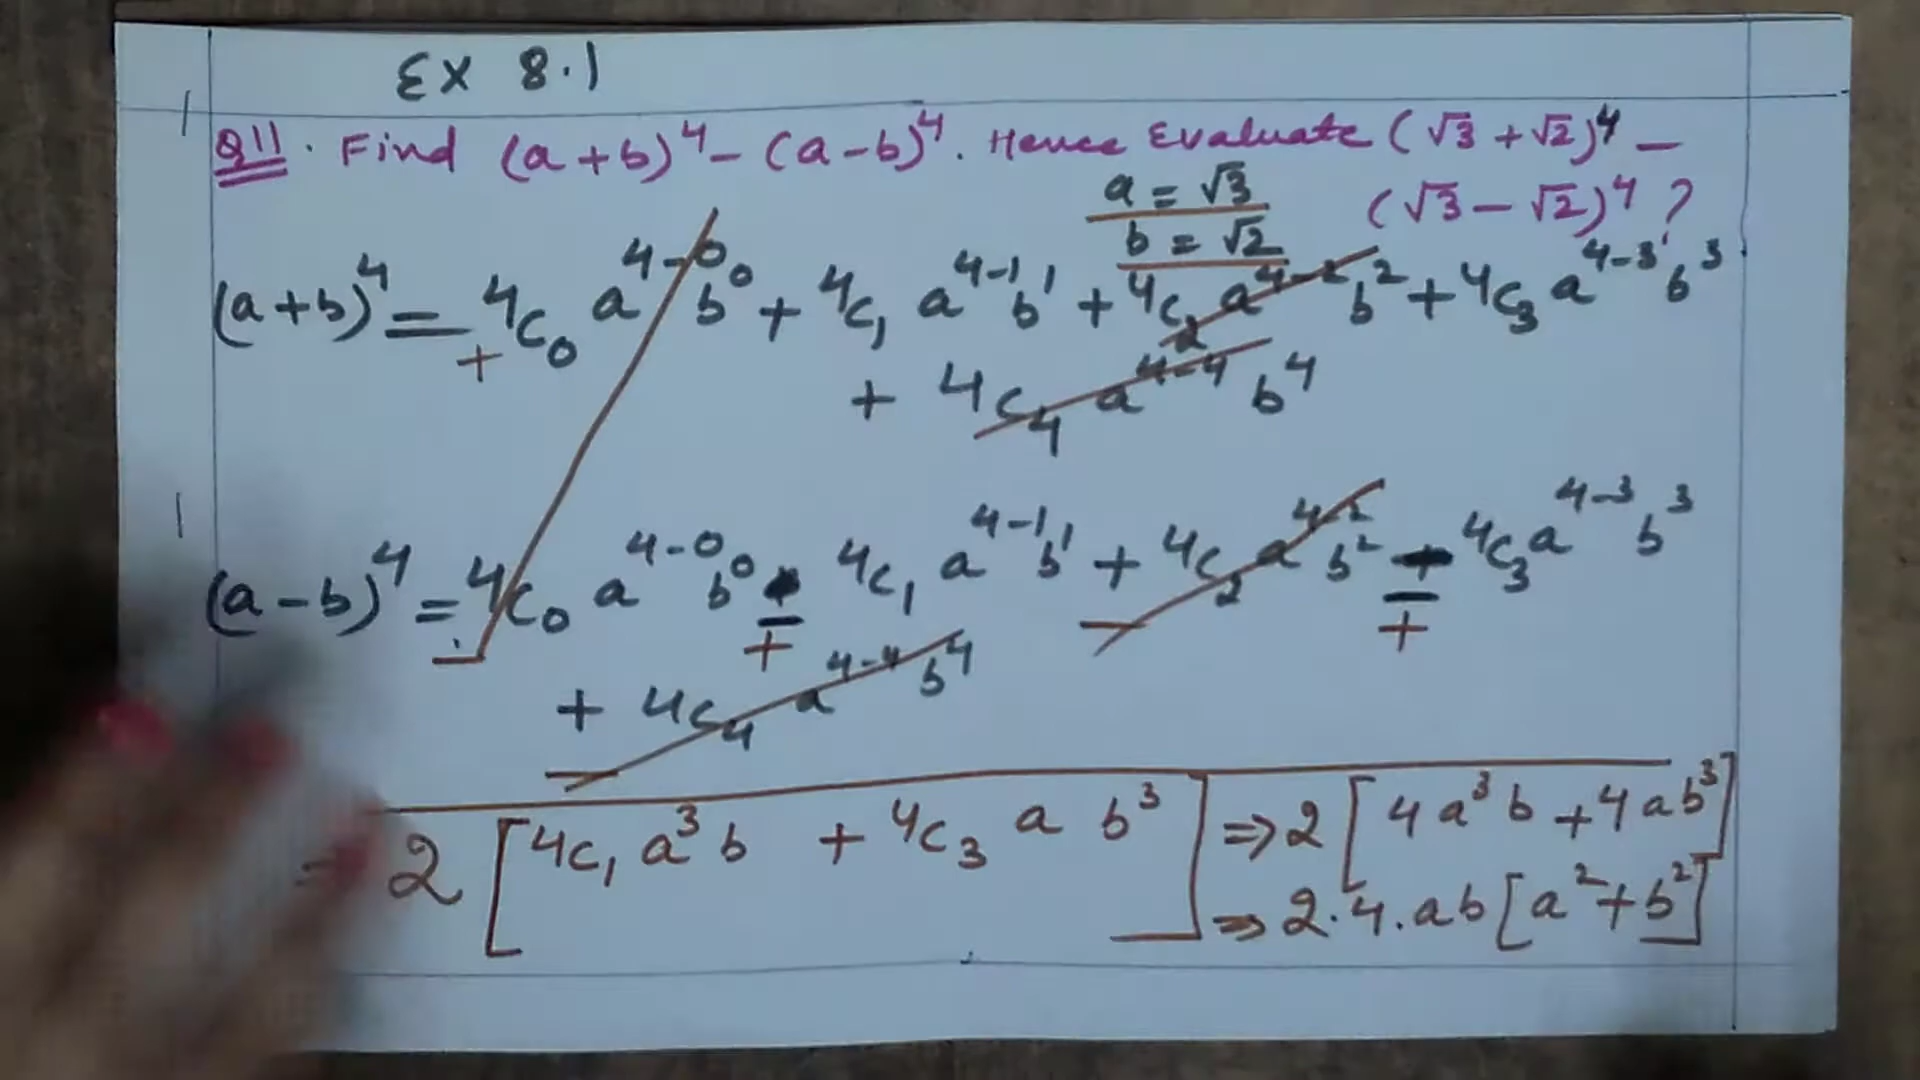 Ex 8.1
Q11. Find (a+b)⁴ – (a–b)⁴. Hence Evaluate (√3 + √2)⁴ –
(√3 – √2)⁴ ?
a = √3
b = √2
(a+b)⁴ = ⁴C₀ a⁴⁻⁰ b⁰ + ⁴C₁ a⁴⁻¹ b¹ + ⁴C₂ a⁴⁻² b² + ⁴C₃ a⁴⁻³ b³
+
+ ⁴C₄ a⁴⁻⁴ b⁴
(a–b)⁴ = ⁴C₀ a⁴⁻⁰ b⁰ – ⁴C₁ a⁴⁻¹ b¹ + ⁴C₂ a⁴⁻² b² – ⁴C₃ a⁴⁻³ b³
– + – +
+ ⁴C₄ a⁴⁻⁴ b⁴
–
2 [⁴C₁ a³ b + ⁴C₃ a b³] ⇒ 2 [4a³b + 4ab³]
⇒ 2·4·ab [a² + b²]